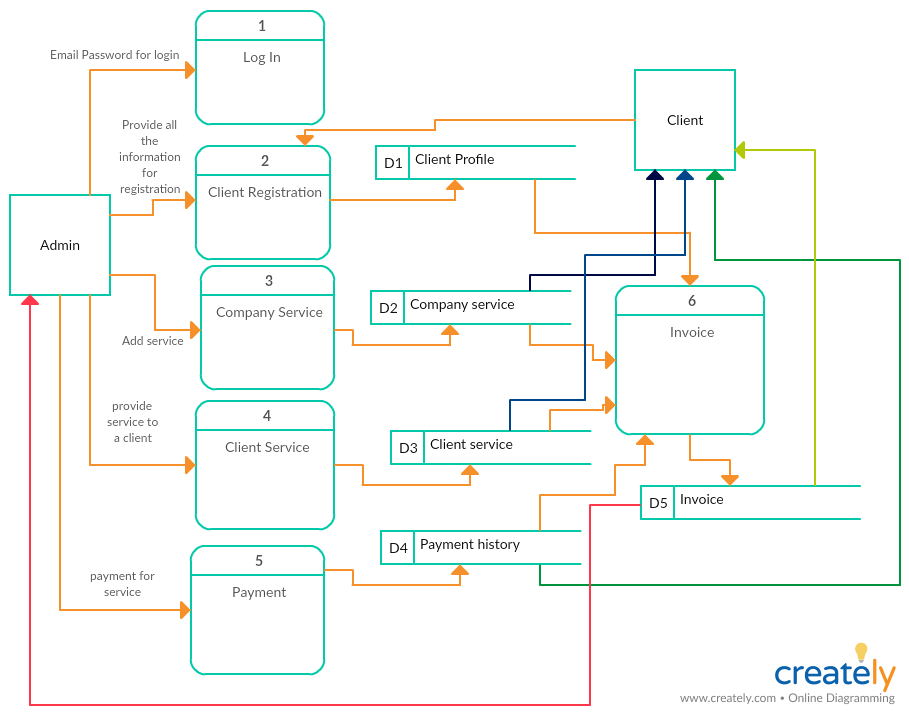 1
Log In
Email Password for login
Provide all
the
information
for
registration
2
Client Registration
D1
Client Profile
Client
Admin
3
Company Service
Add service
D2
Company service
6
Invoice
provide
service to
a client
4
Client Service
D3
Client service
D5
Invoice
D4
Payment history
payment for
service
5
Payment
creately
www.creately.com • Online Diagramming